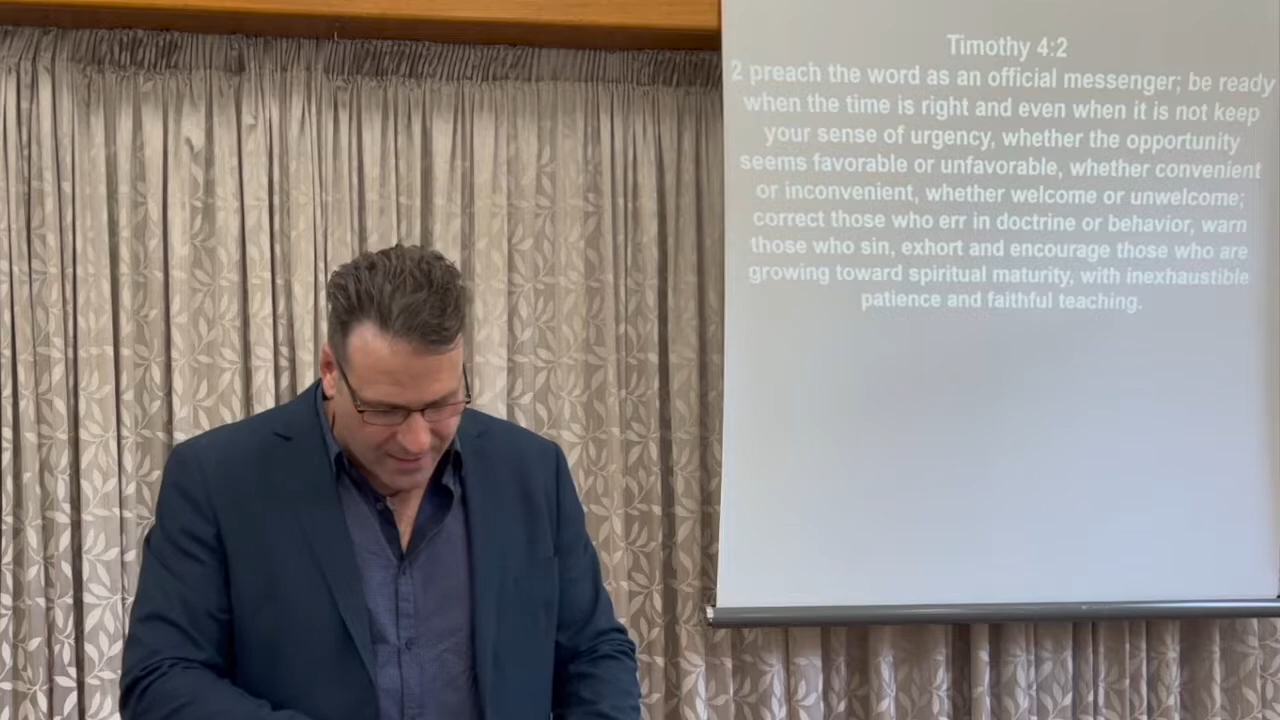 Timothy 4:2
2 preach the word as an official messenger; be ready
when the time is right and even when it is not keep
your sense of urgency, whether the opportunity
seems favorable or unfavorable, whether convenient
or inconvenient, whether welcome or unwelcome;
correct those who err in doctrine or behavior, warn
those who sin, exhort and encourage those who are
growing toward spiritual maturity, with inexhaustible
patience and faithful teaching.